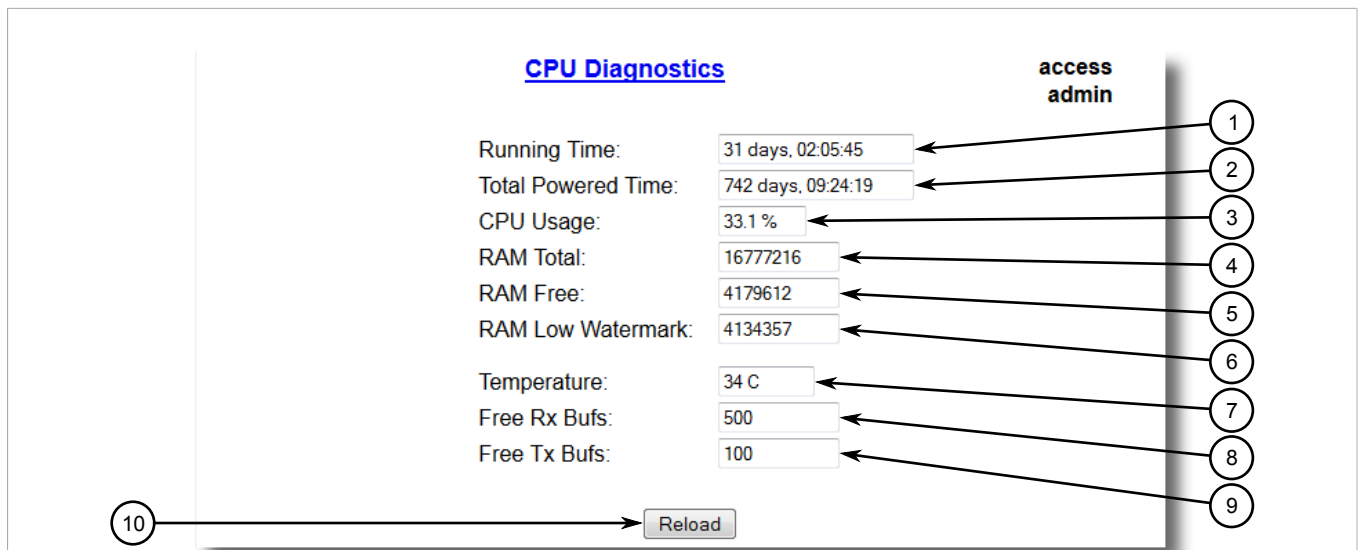 CPU Diagnostics
access
admin
Running Time: 31 days, 02:05:45 1
Total Powered Time: 742 days, 09:24:19 2
CPU Usage: 33.1 % 3
RAM Total: 16777216 4
RAM Free: 4179612 5
RAM Low Watermark: 4134357 6
Temperature: 34 C 7
Free Rx Bufs: 500 8
Free Tx Bufs: 100 9
10 Reload